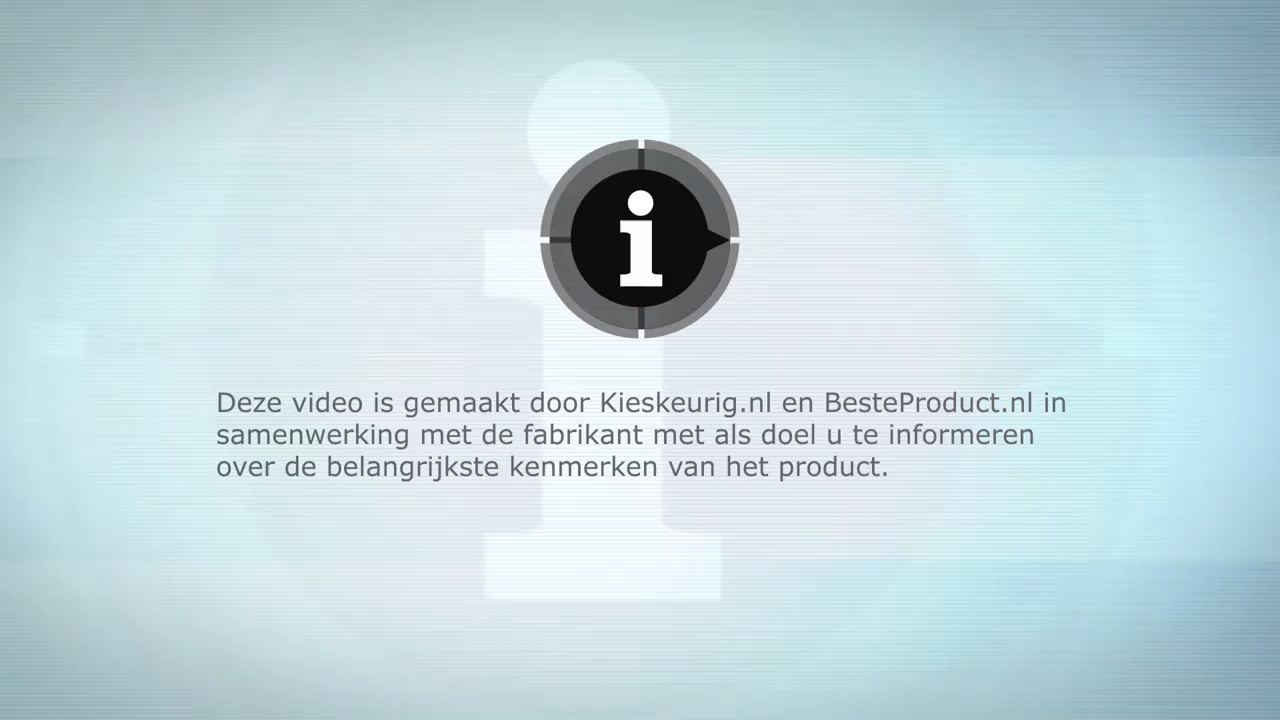 i
Deze video is gemaakt door Kieskeurig.nl en BesteProduct.nl in
samenwerking met de fabrikant met als doel u te informeren
over de belangrijkste kenmerken van het product.